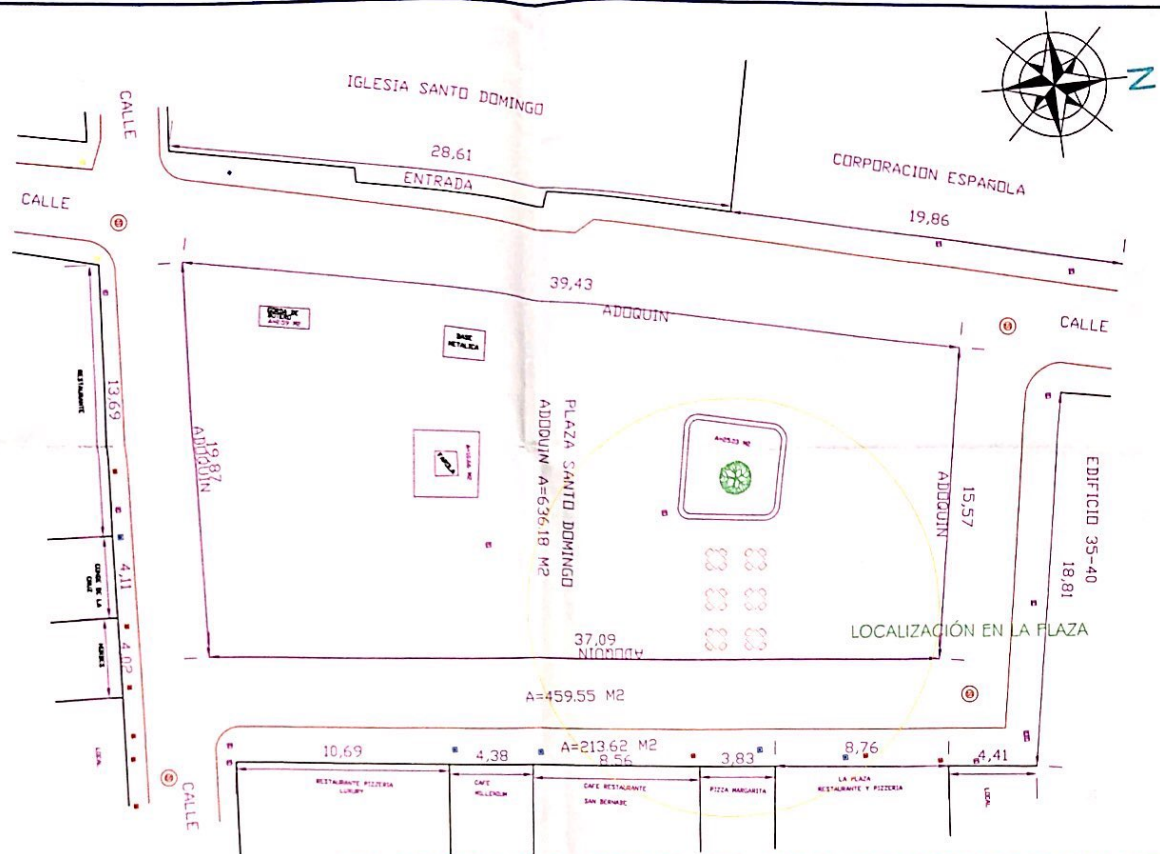 N
IGLESIA SANTO DOMINGO
28,61
ENTRADA
CORPORACION ESPAÑOLA
19,86
CALLE
CALLE
CALLE
39,43
ADOQUIN
BASE
METALICA
PLAZA SANTO DOMINGO
ADOQUIN A=636.18 M2
19,87
ADOQUIN
15,57
ADOQUIN
EDIFICIO 35-40
18,81
RESTAURANTE
13,69
4,11
4,02
LOCAL
LOCALIZACIÓN EN LA PLAZA
37,09
ADOQUIN
A=459.55 M2
A=213.62 M2
10,69
4,38
8,56
3,83
8,76
4,41
RESTAURANTE PIZZERIA
LUXURY
CAFE
CAFE RESTAURANTE
SAN BERNABE
PIZZA MARGARITA
LA PLAZA
RESTAURANTE Y PIZZERIA
LOCAL
CALLE